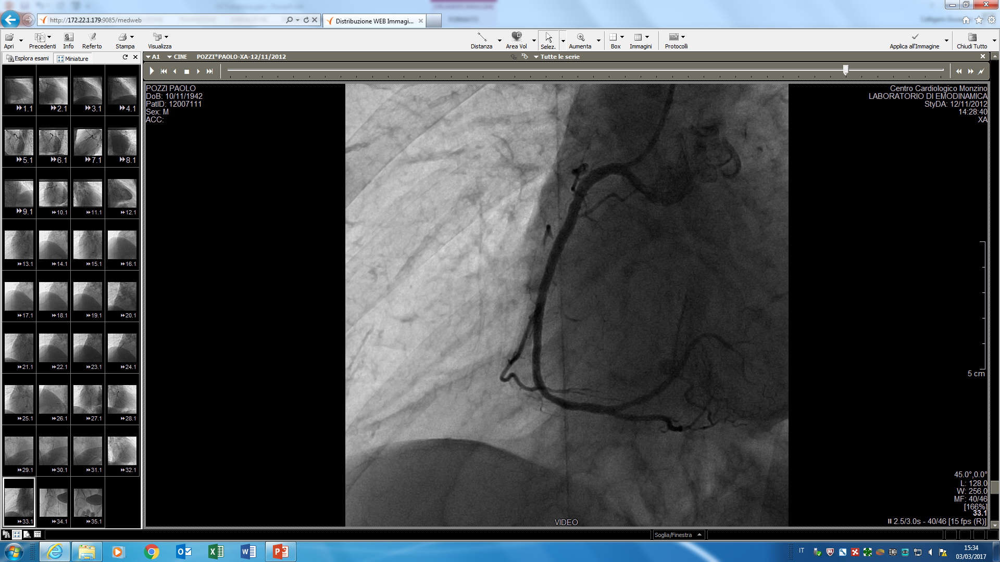 http://172.22.1.179:9085/medweb
Distribuzione WEB Immagi...
Apri
Precedenti
Info
Referto
Stampa
Visualizza
Distanza
Area Vol
Selez.
Aumenta
Box
Immagini
Protocolli
Applica all'Immagine
Chiudi Tutto
Esplora esami
Miniature
A1
CINE
POZZI*PAOLO-XA-12/11/2012
Tutte le serie
1.1
2.1
3.1
4.1
5.1
6.1
7.1
8.1
9.1
10.1
11.1
12.1
13.1
14.1
15.1
16.1
17.1
18.1
19.1
20.1
21.1
22.1
23.1
24.1
25.1
26.1
27.1
28.1
29.1
30.1
31.1
32.1
33.1
34.1
35.1
POZZI PAOLO
DoB: 10/11/1942
PatID: 12007111
Sex: M
ACC:
Centro Cardiologico Monzino
LABORATORIO DI EMODINAMICA
StyDA: 12/11/2012
14:28:40
XA
5 cm
45.0°,0.0°
L: 128.0
W: 256.0
MF: 40/46
[166%]
33.1
2.5/3.0s - 40/46 [15 fps (R)]
VIDEO
Soglia/Finestra
IT
15:34
03/03/2017